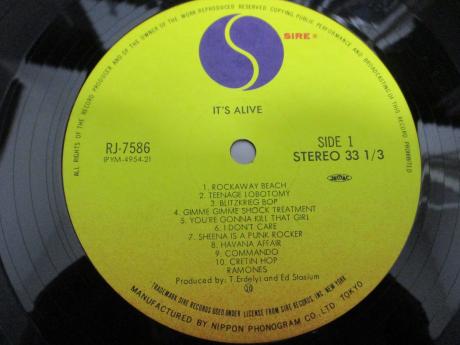 ALL RIGHTS OF THE RECORD PRODUCER AND OF THE OWNER OF THE WORK REPRODUCED RESERVED COPYING PUBLIC PERFORMANCE AND BROADCASTING OF THIS RECORD PROHIBITED
S SIRE®
IT'S ALIVE
RJ-7586
(PYM-4954-2)
SIDE 1
STEREO 33 1/3
JASRAC
1. ROCKAWAY BEACH
2. TEENAGE LOBOTOMY
3. BLITZKRIEG BOP
4. GIMME GIMME SHOCK TREATMENT
5. YOU'RE GONNA KILL THAT GIRL
6. I DON'T CARE
7. SHEENA IS A PUNK ROCKER
8. HAVANA AFFAIR
9. COMMANDO
10. CRETIN HOP
RAMONES
Produced by: T.Erdelyi and Ed Stasium
TRADEMARK SIRE RECORDS USED UNDER LICENSE FROM SIRE RECORDS INC. NEW YORK.
MANUFACTURED BY NIPPON PHONOGRAM CO., LTD. TOKYO